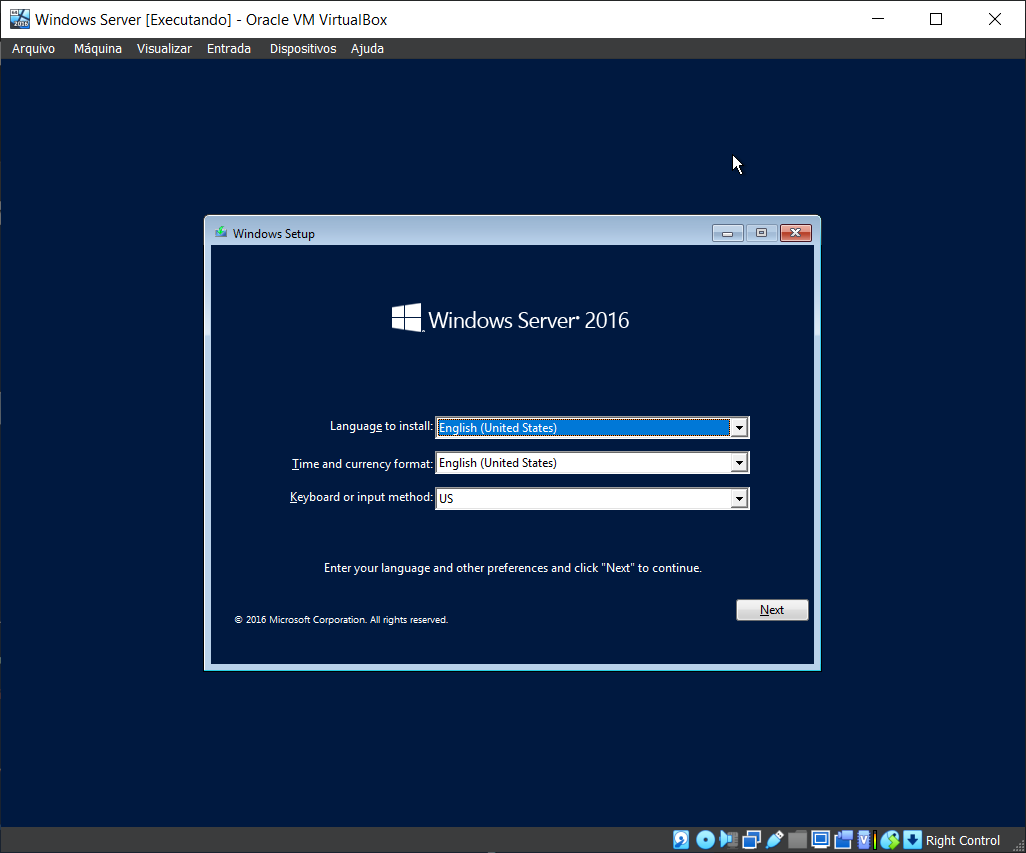 Windows Server [Executando] - Oracle VM VirtualBox
Arquivo Máquina Visualizar Entrada Dispositivos Ajuda
Windows Setup
Windows Server® 2016
Language to install: English (United States)
Time and currency format: English (United States)
Keyboard or input method: US
Enter your language and other preferences and click "Next" to continue.
Next
© 2016 Microsoft Corporation. All rights reserved.
Right Control